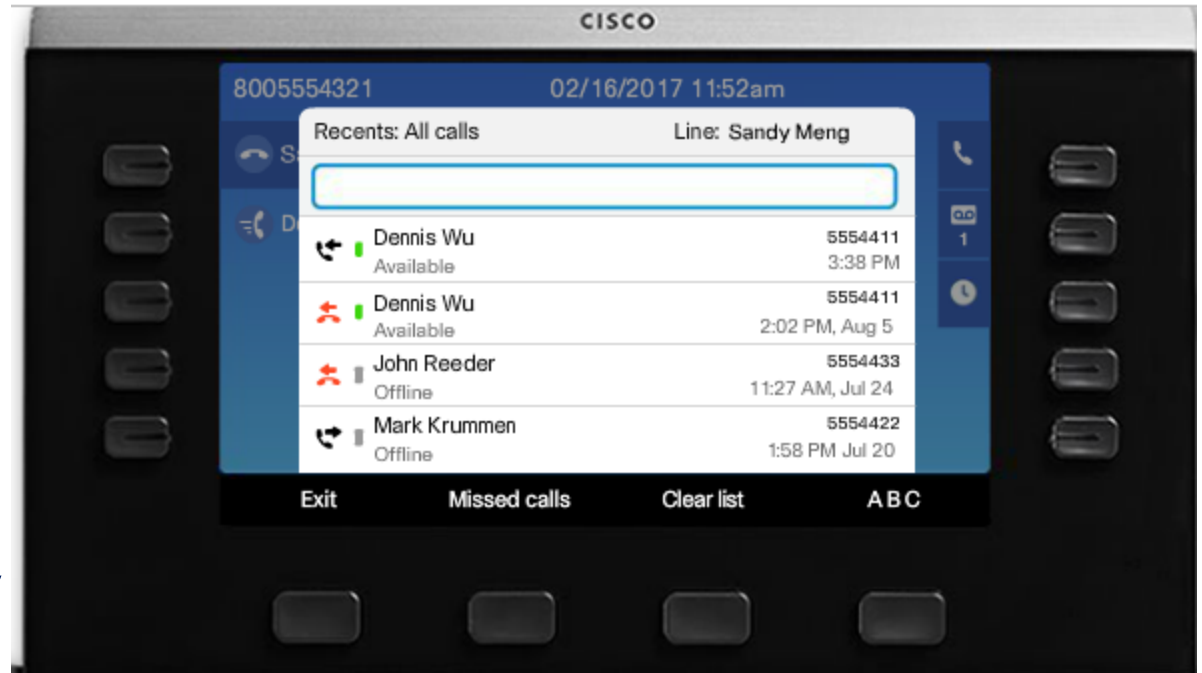 CISCO
8005554321 02/16/2017 11:52am
Recents: All calls Line: Sandy Meng
Dennis Wu 5554411
Available 3:38 PM
Dennis Wu 5554411
Available 2:02 PM, Aug 5
John Reeder 5554433
Offline 11:27 AM, Jul 24
Mark Krummen 5554422
Offline 1:58 PM Jul 20
1
Exit Missed calls Clear list ABC